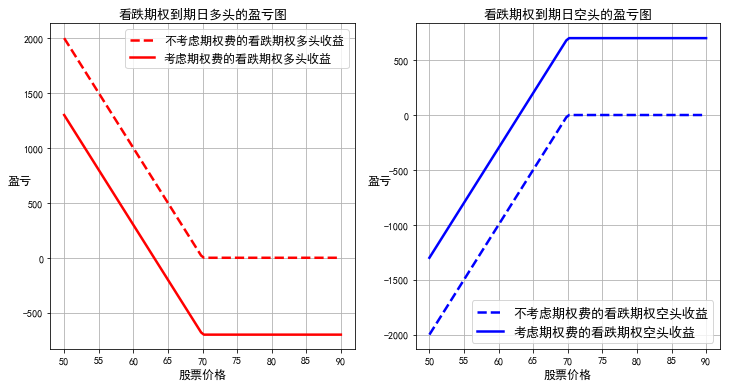 看跌期权到期日多头的盈亏图
2000
1500
1000
500
0
−500
盈亏
不考虑期权费的看跌期权多头收益
考虑期权费的看跌期权多头收益
50 55 60 65 70 75 80 85 90
股票价格
看跌期权到期日空头的盈亏图
500
0
−500
−1000
−1500
−2000
盈亏
不考虑期权费的看跌期权空头收益
考虑期权费的看跌期权空头收益
50 55 60 65 70 75 80 85 90
股票价格